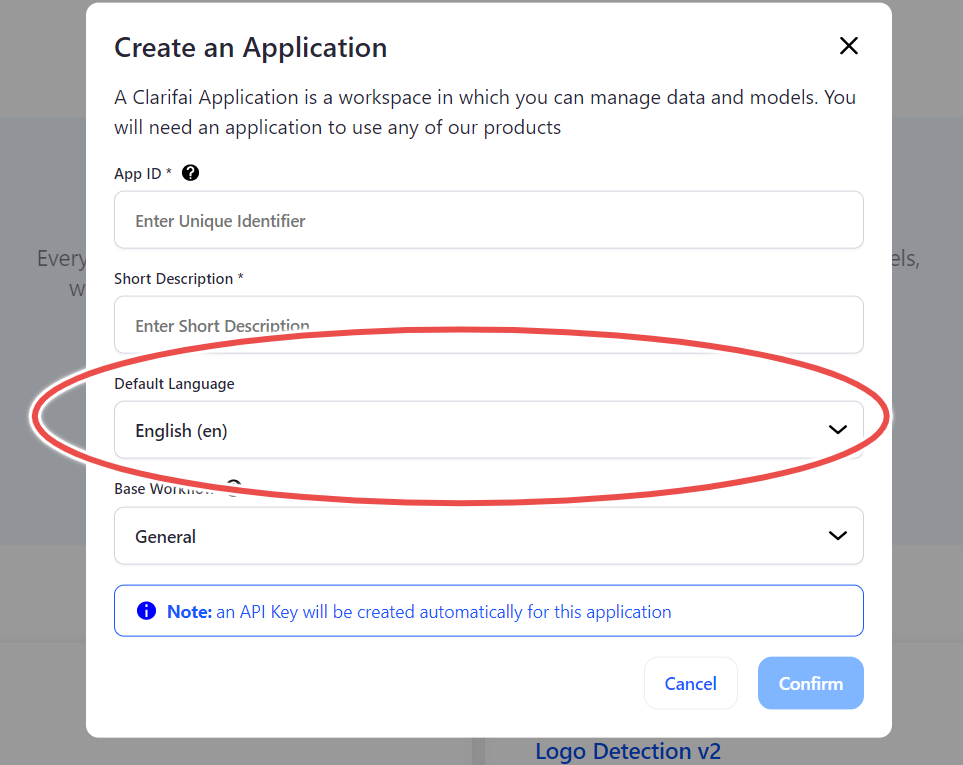 Create an Application
A Clarifai Application is a workspace in which you can manage data and models. You
will need an application to use any of our products
App ID *
Enter Unique Identifier
Every
els,
w
Short Description *
Enter Short Description
Default Language
English (en)
Base Workflow
General
Note: an API Key will be created automatically for this application
Cancel
Confirm
Logo Detection v2